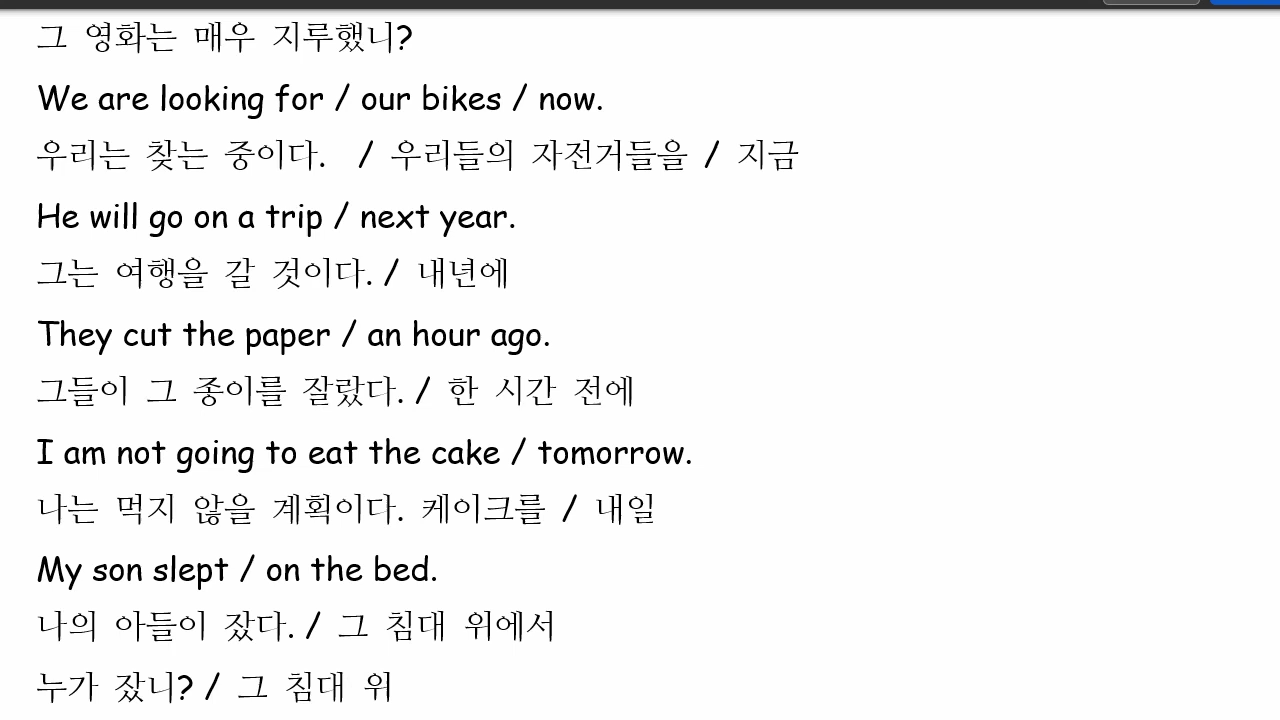 그 영화는 매우 지루했니?
We are looking for / our bikes / now.
우리는 찾는 중이다. / 우리들의 자전거들을 / 지금
He will go on a trip / next year.
그는 여행을 갈 것이다. / 내년에
They cut the paper / an hour ago.
그들이 그 종이를 잘랐다. / 한 시간 전에
I am not going to eat the cake / tomorrow.
나는 먹지 않을 계획이다. 케이크를 / 내일
My son slept / on the bed.
나의 아들이 잤다. / 그 침대 위에서
누가 잤니? / 그 침대 위